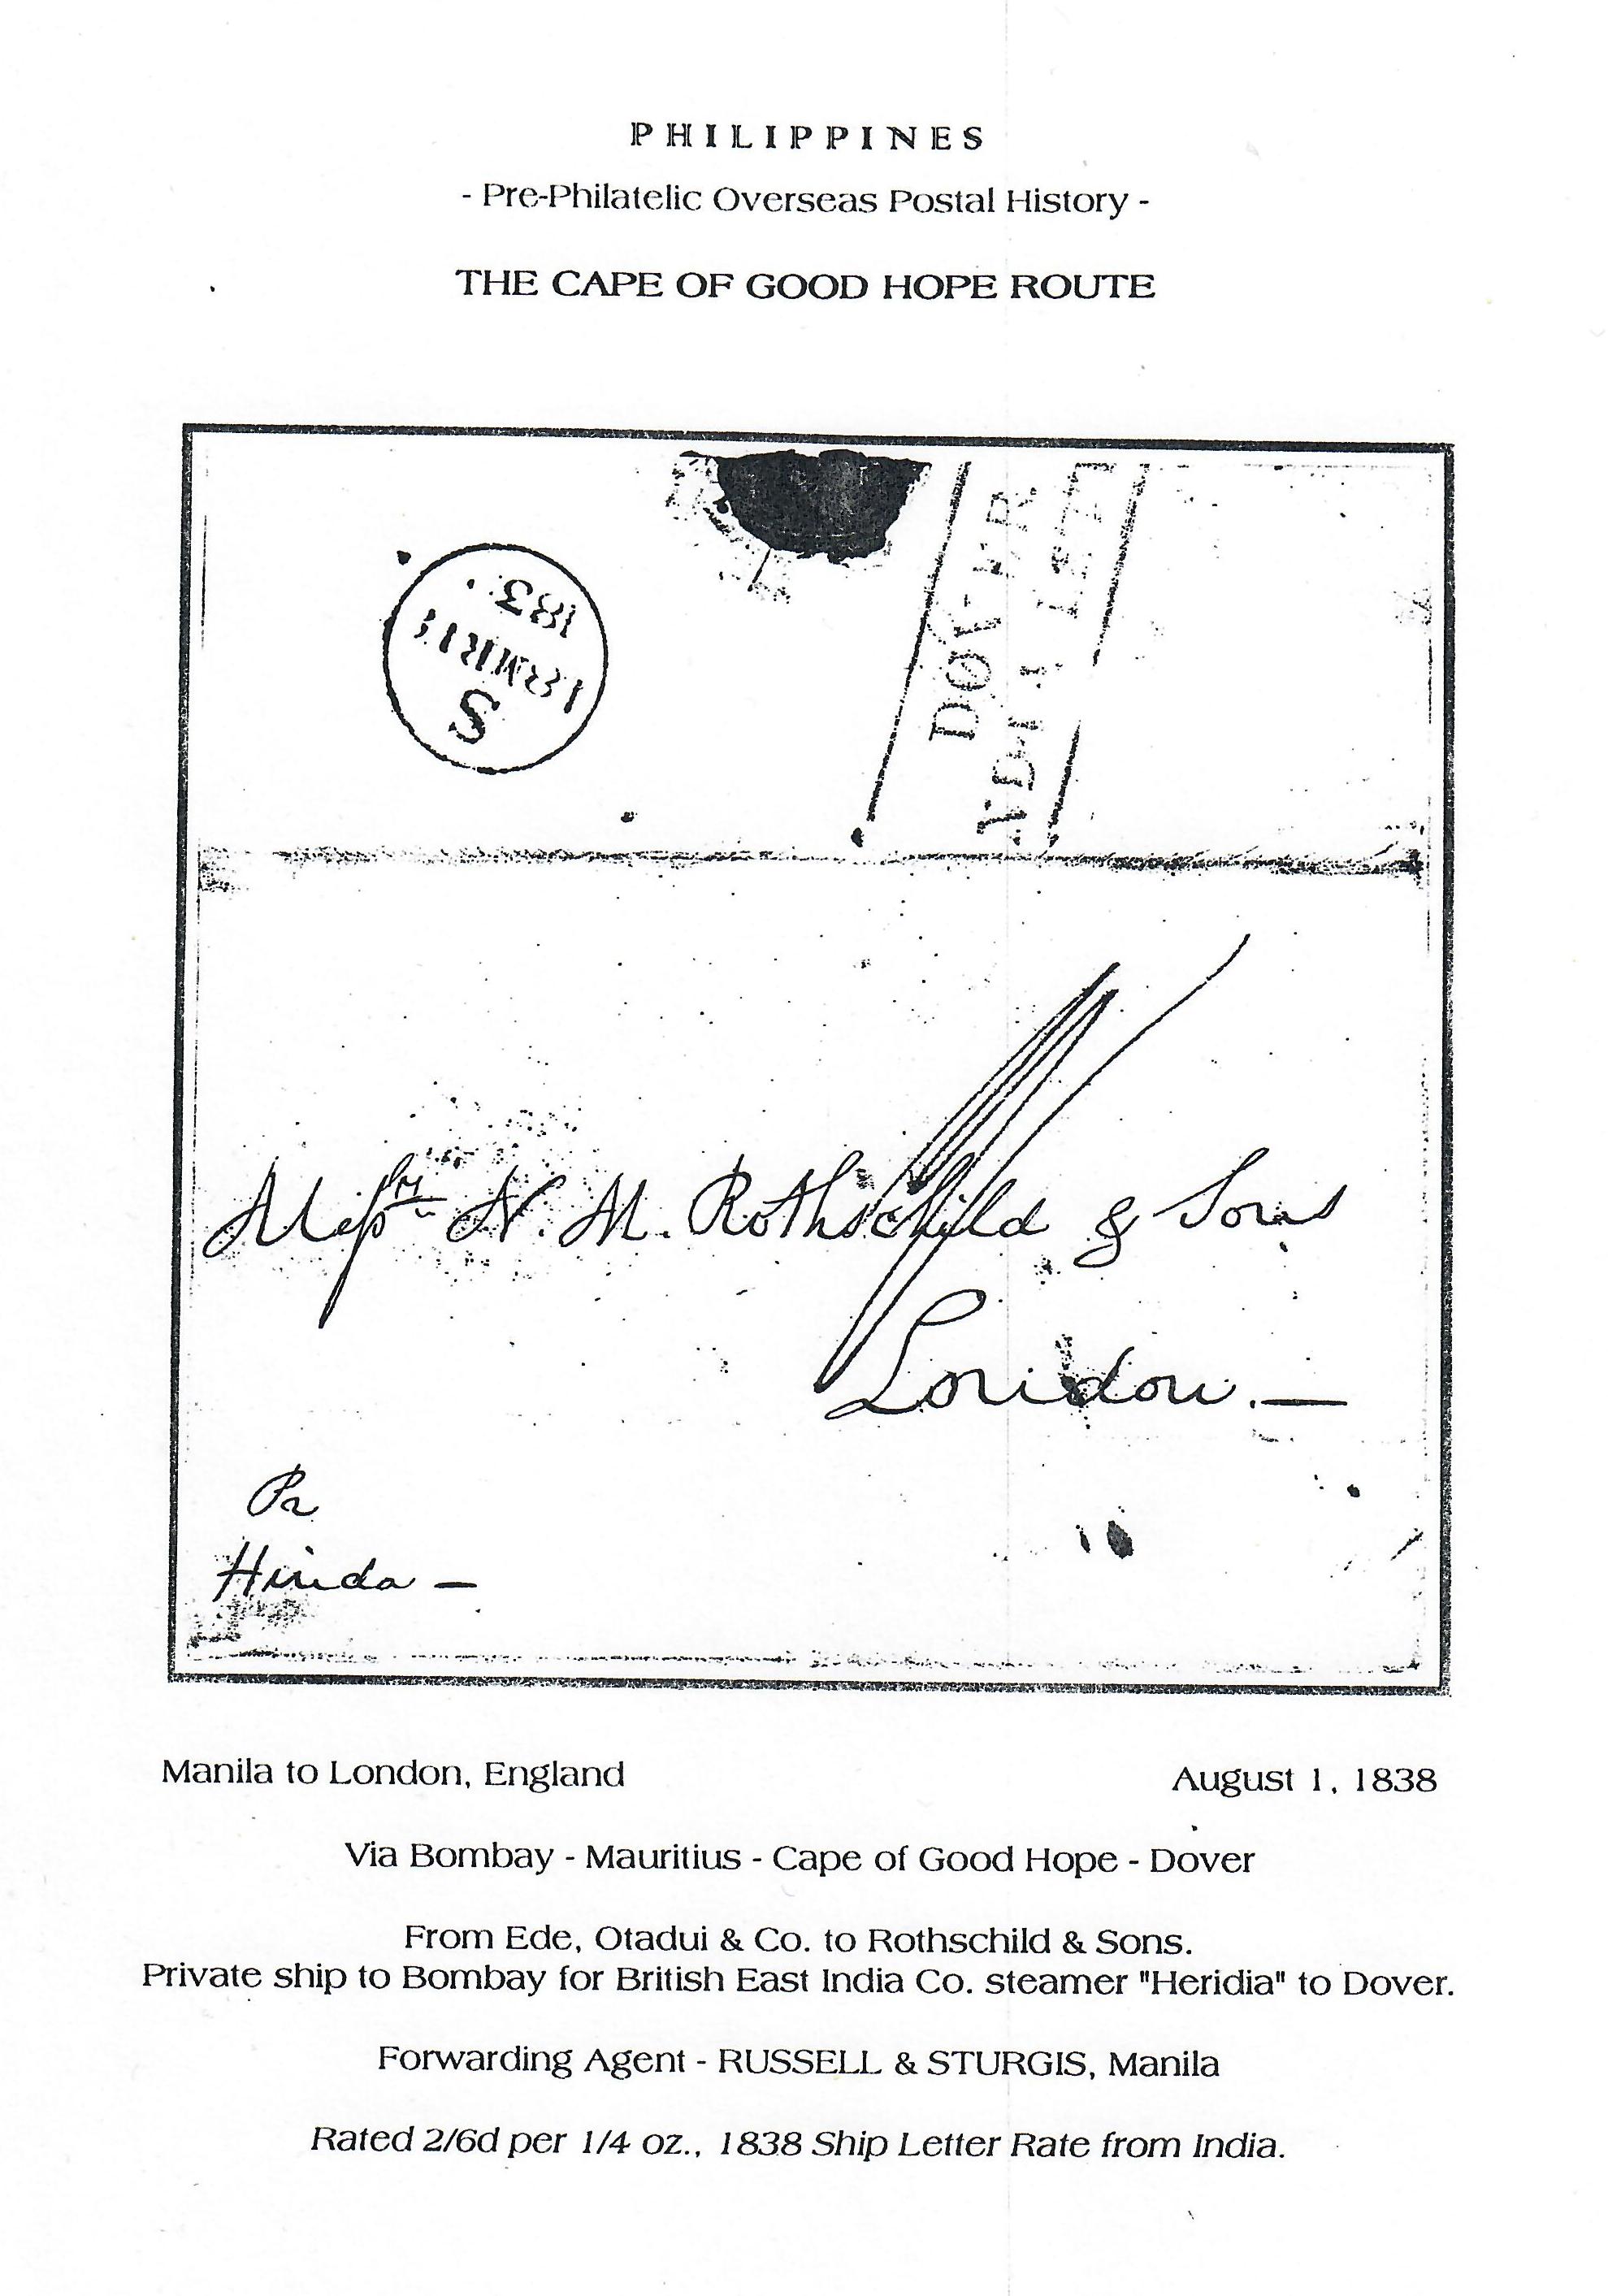 PHILIPPINES
- Pre-Philatelic Overseas Postal History -
THE CAPE OF GOOD HOPE ROUTE
S
183
DOVER
Messrs N. M. Rothschild & Sons
London. —
Pr
Hinda —
Manila to London, England
August 1, 1838
Via Bombay - Mauritius - Cape of Good Hope - Dover
From Ede, Otadui & Co. to Rothschild & Sons.
Private ship to Bombay for British East India Co. steamer "Heridia" to Dover.
Forwarding Agent - RUSSELL & STURGIS, Manila
Rated 2/6d per 1/4 oz., 1838 Ship Letter Rate from India.